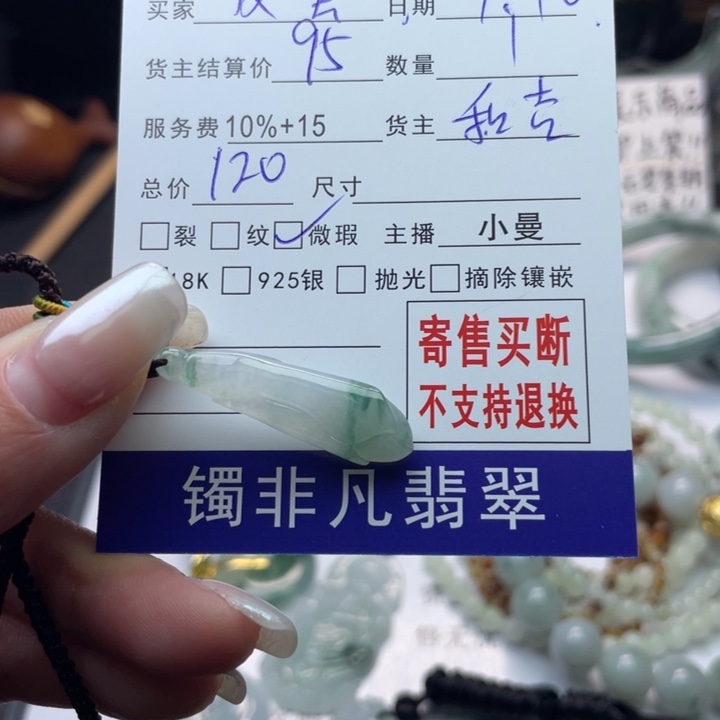 买家 日期
货主结算价 95 数量 1
服务费 10%+15 货主 和吉
总价 120 尺寸
裂 纹 微瑕 主播 小曼
18K 925银 抛光 摘除镶嵌
寄售买断
不支持退换
镯非凡翡翠